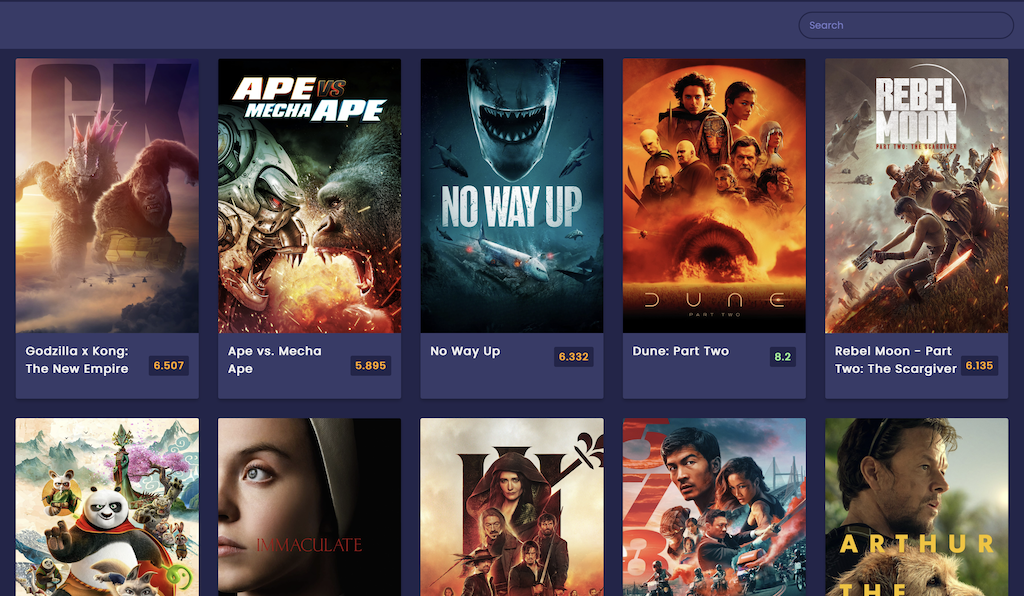 Search
GK
APE VS
MECHA APE
NO WAY UP
DUNE
PART TWO
REBEL
MOON
PART TWO: THE SCARGIVER
Godzilla x Kong:
The New Empire
6.507
Ape vs. Mecha
Ape
5.895
No Way Up
6.332
Dune: Part Two
8.2
Rebel Moon - Part
Two: The Scargiver
6.135
IMMACULATE
ARTHUR
THE